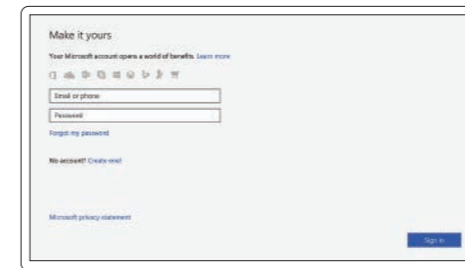 Make it yours
Your Microsoft account opens a world of benefits. Learn more
Email or phone
Password
Forgot my password
No account? Create one!
Microsoft privacy statement
Sign in